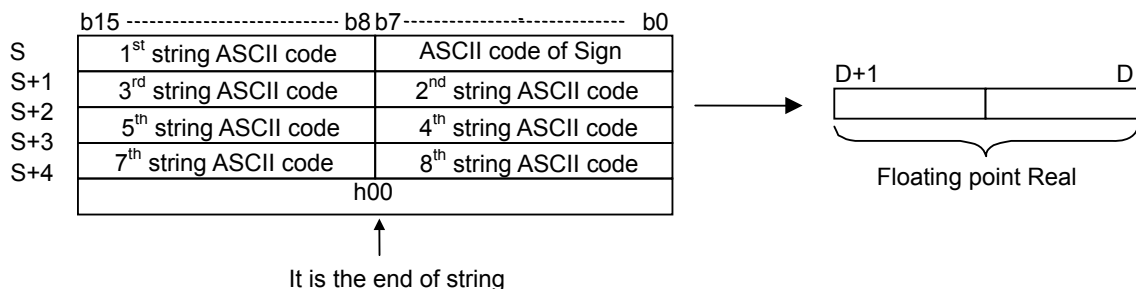 b15 b8 b7 b0
S 1st string ASCII code ASCII code of Sign
S+1 3rd string ASCII code 2nd string ASCII code
S+2 5th string ASCII code 4th string ASCII code
S+3 7th string ASCII code 8th string ASCII code
S+4 h00
It is the end of string
D+1 D
Floating point Real